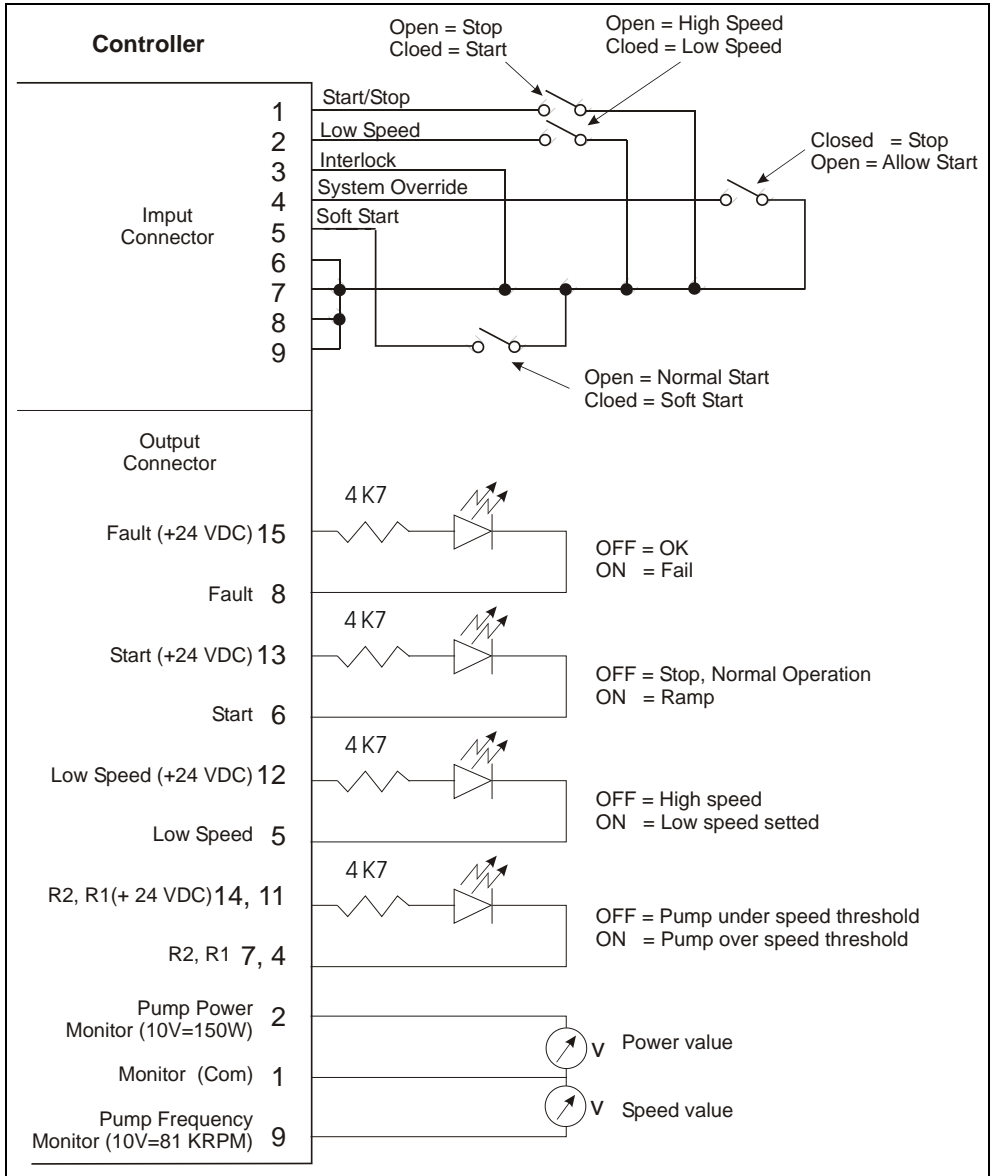 Controller
Open = Stop
Cloed = Start
Open = High Speed
Cloed = Low Speed
1 Start/Stop
2 Low Speed
3 Interlock
4 System Override
5 Soft Start
6
7
8
9
Imput
Connector
Closed = Stop
Open = Allow Start
Open = Normal Start
Cloed = Soft Start
Output
Connector
4 K7
Fault (+24 VDC) 15
Fault 8
OFF = OK
ON = Fail
4 K7
Start (+24 VDC) 13
Start 6
OFF = Stop, Normal Operation
ON = Ramp
4 K7
Low Speed (+24 VDC) 12
Low Speed 5
OFF = High speed
ON = Low speed setted
4 K7
R2, R1(+ 24 VDC) 14, 11
R2, R1 7, 4
OFF = Pump under speed threshold
ON = Pump over speed threshold
Pump Power
Monitor (10V=150W) 2
V Power value
Monitor (Com) 1
V Speed value
Pump Frequency
Monitor (10V=81 KRPM) 9